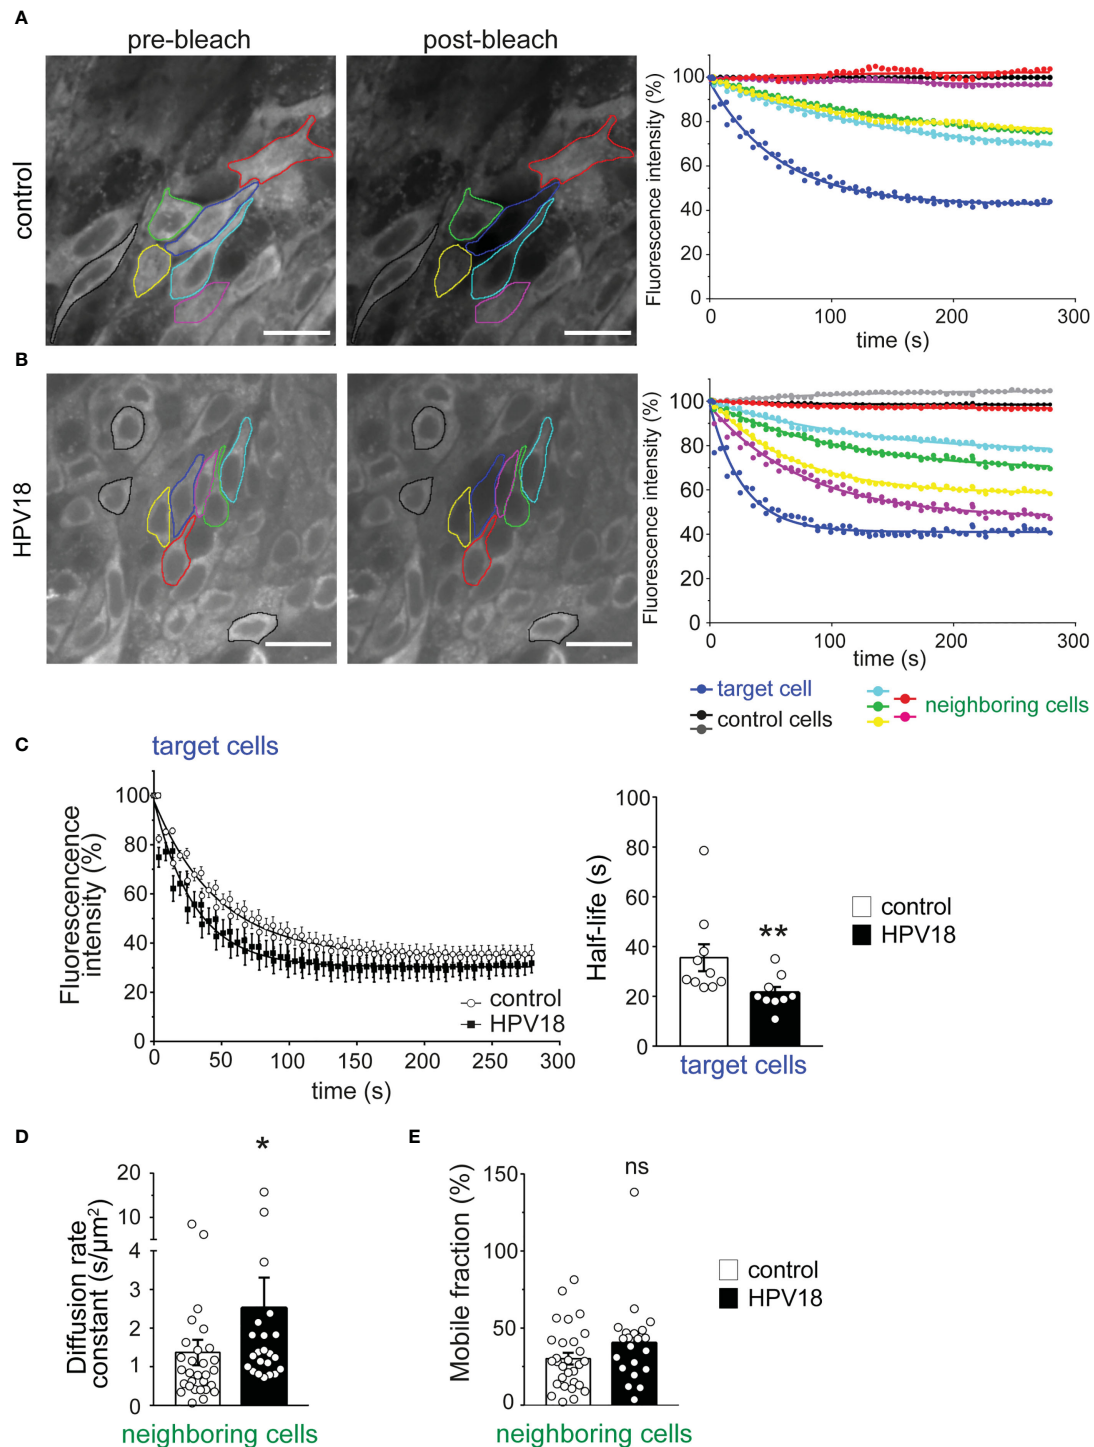 A
pre-bleach
post-bleach
control
Fluorescence intensity (%)
100
80
60
40
20
0
0 100 200 300
time (s)
B
HPV18
Fluorescence intensity (%)
100
80
60
40
20
0
0 100 200 300
time (s)
target cell
control cells
neighboring cells
C
target cells
Fluorescence
intensity (%)
100
80
60
40
20
0
0 50 100 150 200 250 300
time (s)
control
HPV18
Half-life (s)
100
80
60
40
20
0
**
target cells
control
HPV18
D
Diffusion rate
constant (s/µm²)
20
10
4
3
2
1
0
*
neighboring cells
E
Mobile fraction (%)
150
100
50
0
ns
neighboring cells
control
HPV18